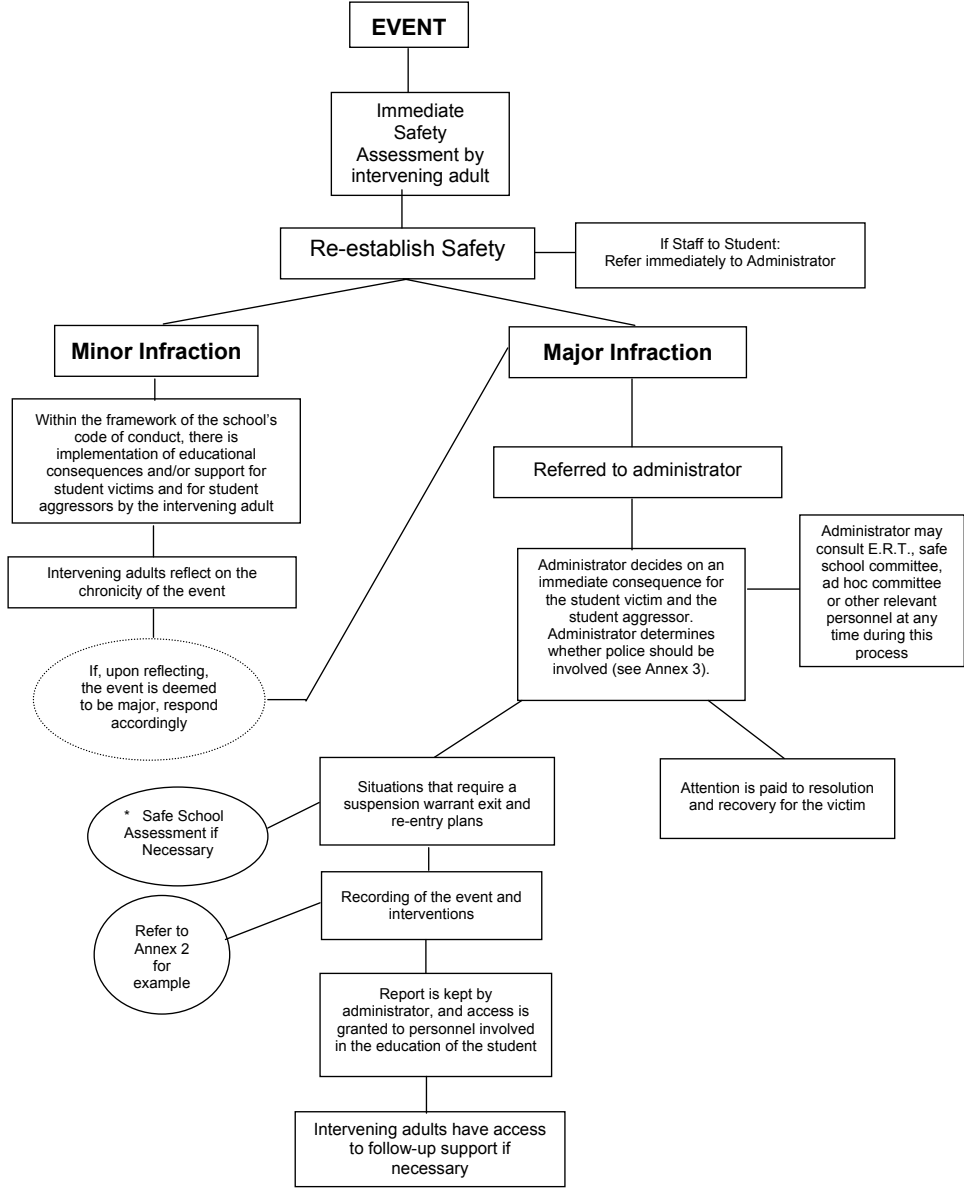 EVENT
Immediate
Safety
Assessment by
intervening adult
Re-establish Safety
If Staff to Student:
Refer immediately to Administrator
Minor Infraction
Major Infraction
Within the framework of the school’s
code of conduct, there is
implementation of educational
consequences and/or support for
student victims and for student
aggressors by the intervening adult
Referred to administrator
Intervening adults reflect on the
chronicity of the event
Administrator decides on an
immediate consequence for
the student victim and the
student aggressor.
Administrator determines
whether police should be
involved (see Annex 3).
Administrator may
consult E.R.T., safe
school committee,
ad hoc committee
or other relevant
personnel at any
time during this
process
If, upon reflecting,
the event is deemed
to be major, respond
accordingly
Situations that require a
suspension warrant exit and
re-entry plans
Attention is paid to resolution
and recovery for the victim
* Safe School
Assessment if
Necessary
Recording of the event and
interventions
Refer to
Annex 2
for
example
Report is kept by
administrator, and access is
granted to personnel involved
in the education of the student
Intervening adults have access
to follow-up support if
necessary